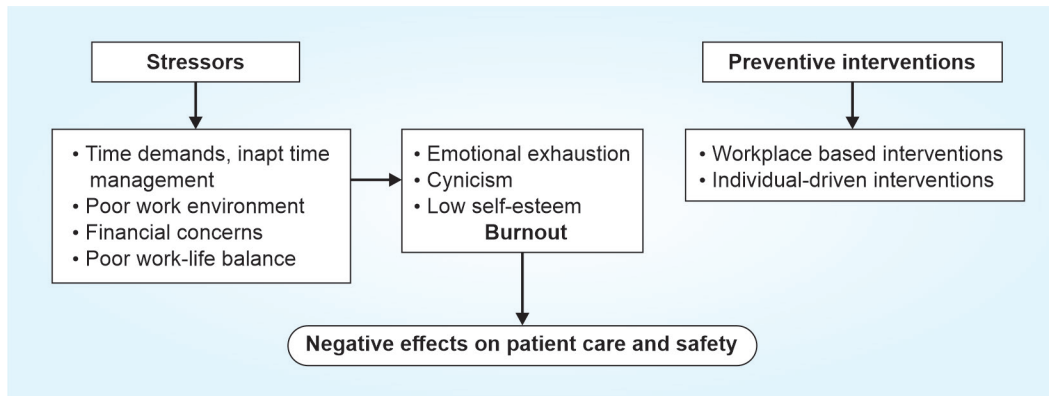 Stressors
• Time demands, inapt time
management
• Poor work environment
• Financial concerns
• Poor work-life balance
• Emotional exhaustion
• Cynicism
• Low self-esteem
Burnout
Negative effects on patient care and safety
Preventive interventions
• Workplace based interventions
• Individual-driven interventions